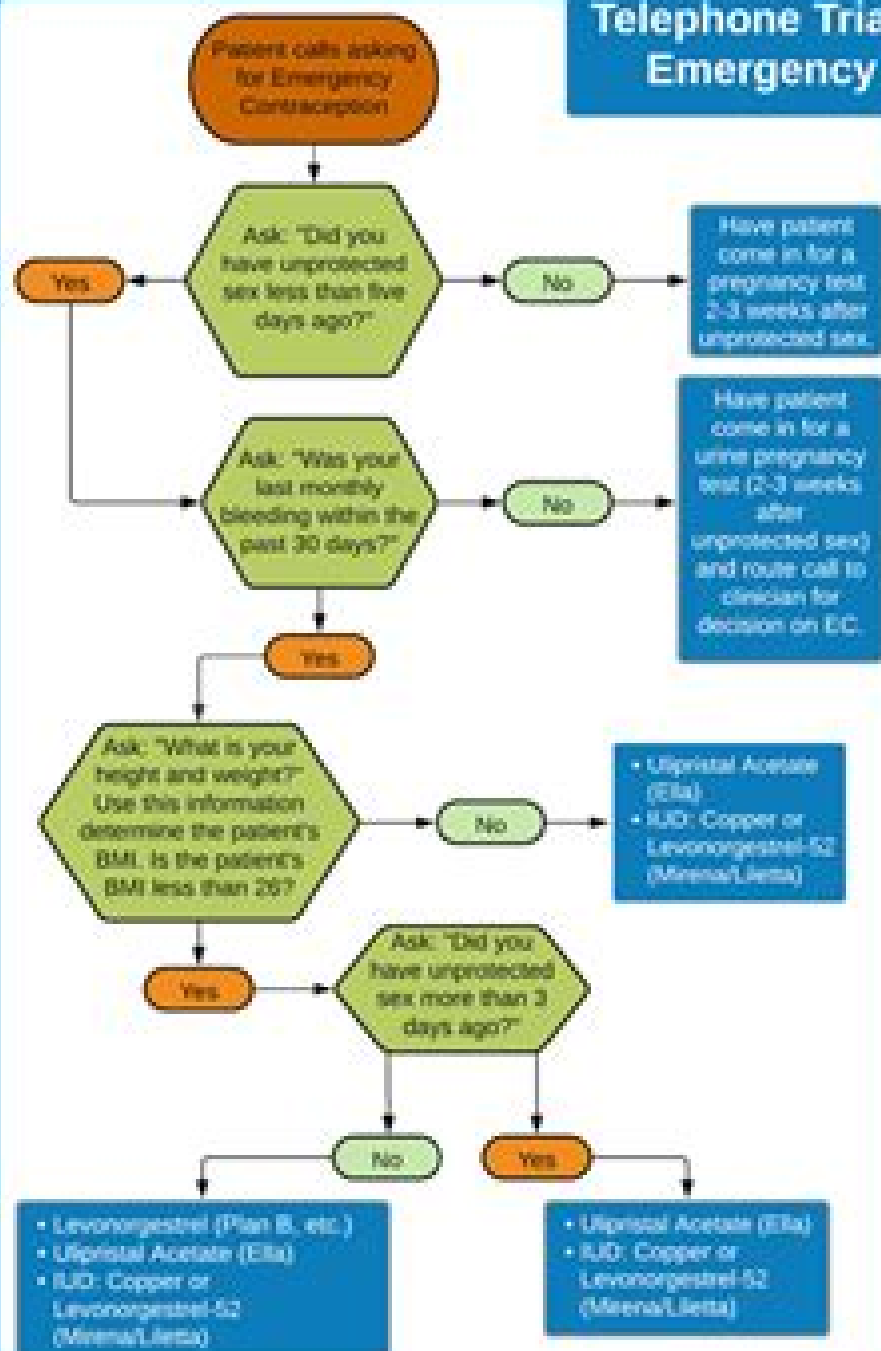 Telephone Tria
Emergency
Patient calls asking
for Emergency
Contraception
Ask: "Did you
have unprotected
sex less than five
days ago?"
Yes
No
Have patient
come in for a
pregnancy test
2-3 weeks after
unprotected sex.
Ask: "Was your
last monthly
bleeding within the
past 30 days?"
No
Have patient
come in for a
urine pregnancy
test (2-3 weeks
after
unprotected sex)
and route call to
clinician for
decision on EC.
Yes
Ask: "What is your
height and weight?"
Use this information
determine the patient's
BMI. Is the patient's
BMI less than 26?
No
• Ulipristal Acetate
(Ella)
• IUD: Copper or
Levonorgestrel-52
(Mirena/Liletta)
Yes
Ask: "Did you
have unprotected
sex more than 3
days ago?"
No
Yes
• Levonorgestrel (Plan B, etc.)
• Ulipristal Acetate (Ella)
• IUD: Copper or
Levonorgestrel-52
(Mirena/Liletta)
• Ulipristal Acetate (Ella)
• IUD: Copper or
Levonorgestrel-52
(Mirena/Liletta)